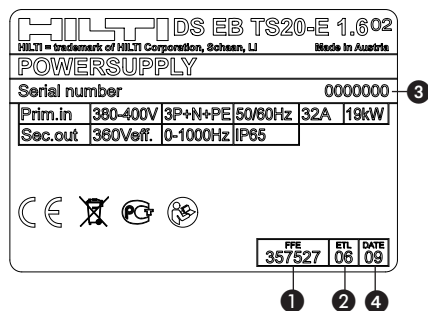 HILTI DS EB TS20-E 1.6 02
HILTI = trademark of HILTI Corporation, Schaan, LI Made in Austria
POWERSUPPLY
Serial number 0000000 3
Prim.in 380-400V 3P+N+PE 50/60Hz 32A 19kW
Sec.out 360Veff. 0-1000Hz IP65
CE PCT
FFE ETL DATE
357527 06 09
1 2 4